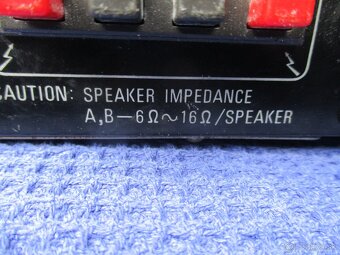 CAUTION: SPEAKER IMPEDANCE
A,B—6Ω∼16Ω/SPEAKER